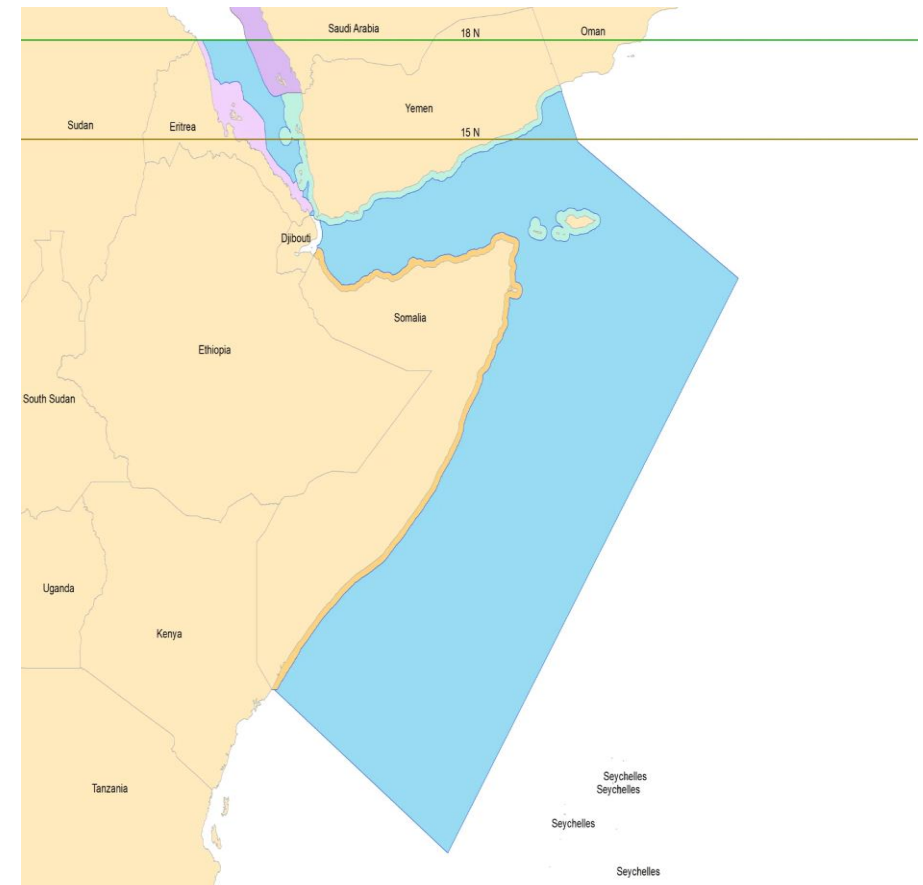 Saudi Arabia
18 N
Oman
Yemen
Sudan
Eritrea
15 N
Djibouti
Somalia
Ethiopia
South Sudan
Uganda
Kenya
Seychelles
Tanzania
Seychelles
Seychelles
Seychelles